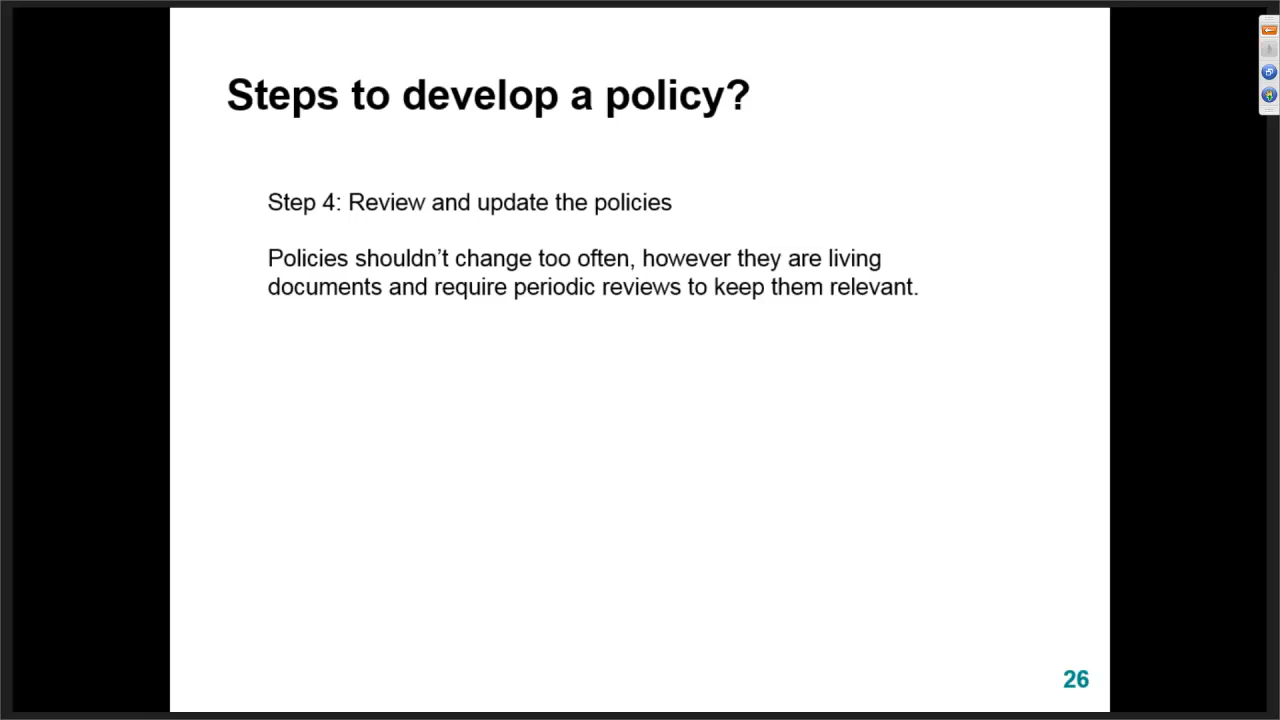 Steps to develop a policy?
Step 4: Review and update the policies
Policies shouldn’t change too often, however they are living
documents and require periodic reviews to keep them relevant.
26